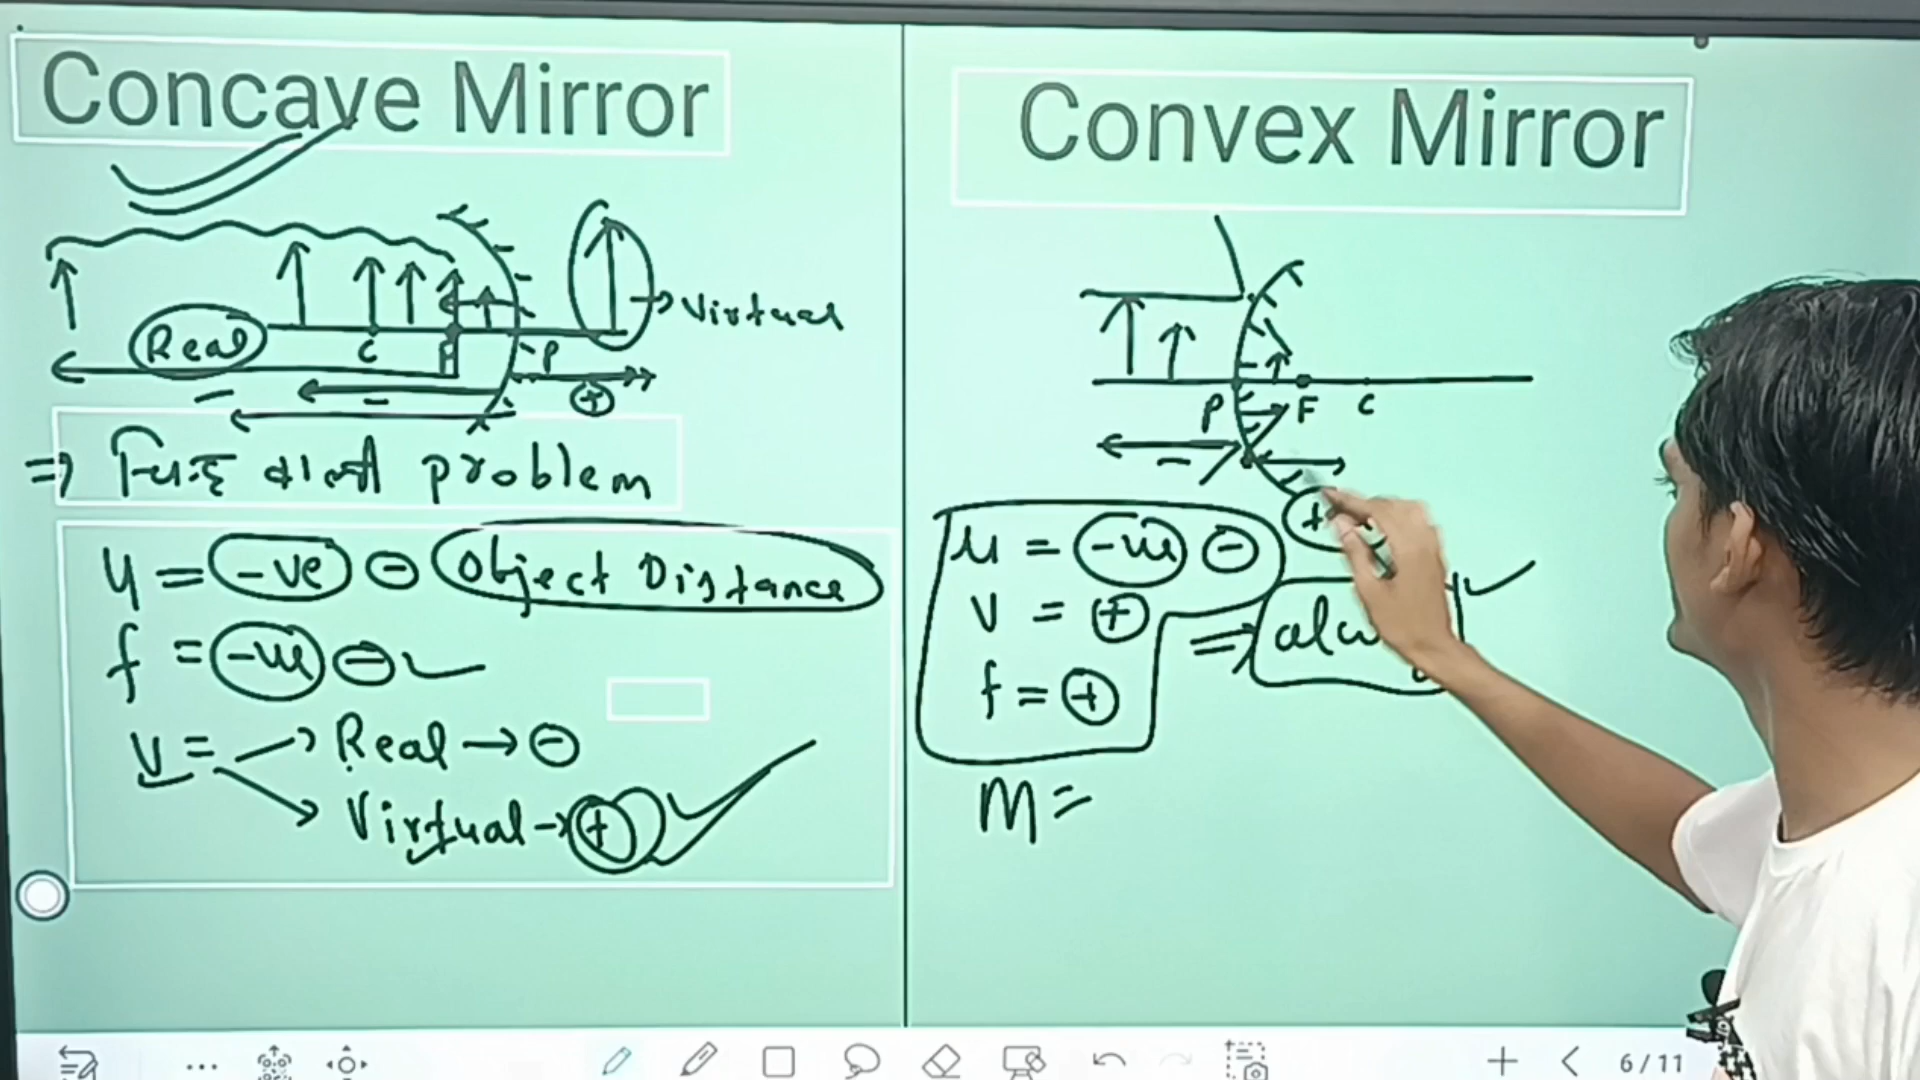 Concave Mirror
Real
C
F
P
Virtual
−
−
+
⇒ चिन्ह वाली problem
u = -ve − Object Distance
f = -ve −
v = → Real → −
→ Virtual → +
Convex Mirror
P
F
C
−
+
u = -ve −
v = +
f = +
⇒
m =
6/11